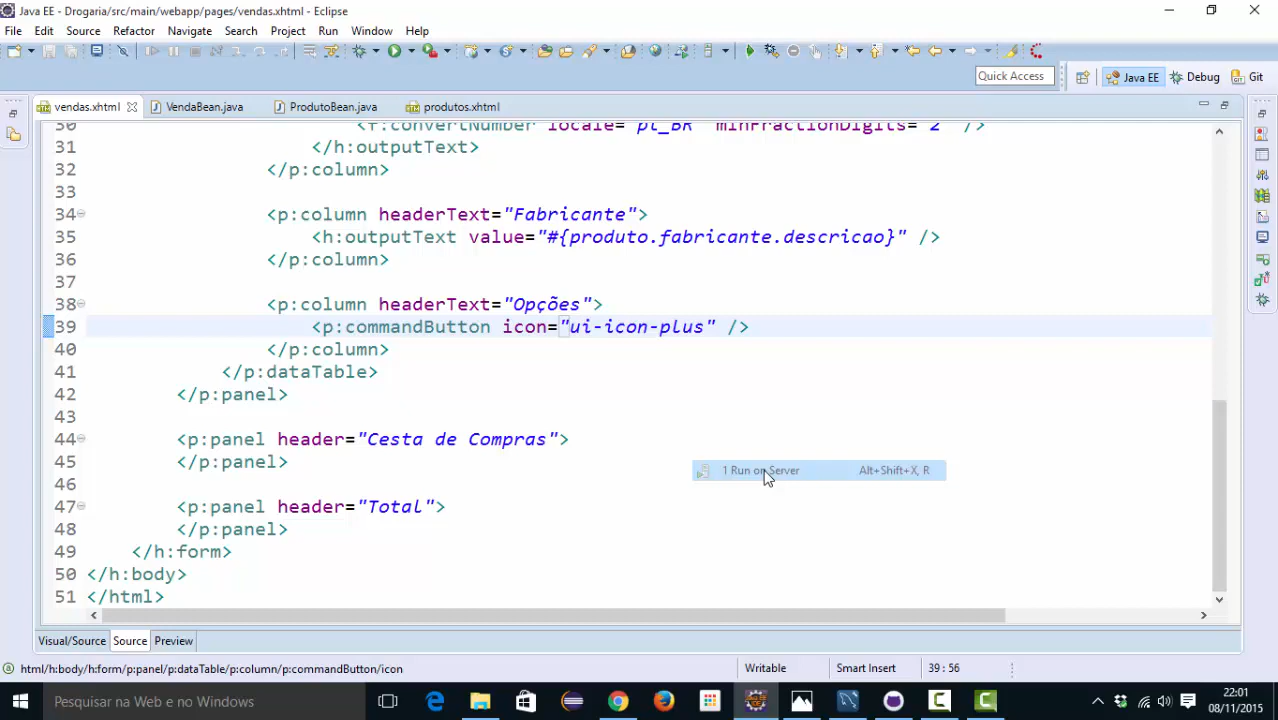 Java EE - Drogaria/src/main/webapp/pages/vendas.xhtml - Eclipse
File Edit Source Refactor Navigate Search Project Run Window Help
Quick Access Java EE Debug Git
vendas.xhtml VendaBean.java ProdutoBean.java produtos.xhtml
30 <f:convertNumber locale="pt_BR" minFractionDigits="2" />
31 </h:outputText>
32 </p:column>
33
34 <p:column headerText="Fabricante">
35 <h:outputText value="#{produto.fabricante.descricao}" />
36 </p:column>
37
38 <p:column headerText="Opções">
39 <p:commandButton icon="ui-icon-plus" />
40 </p:column>
41 </p:dataTable>
42 </p:panel>
43
44 <p:panel header="Cesta de Compras">
45 </p:panel>
1 Run on Server Alt+Shift+X, R
46
47 <p:panel header="Total">
48 </p:panel>
49 </h:form>
50 </h:body>
51 </html>
Visual/Source Source Preview
html/h:body/h:form/p:panel/p:dataTable/p:column/p:commandButton/icon Writable Smart Insert 39 : 56
Pesquisar na Web e no Windows
22:01
08/11/2015